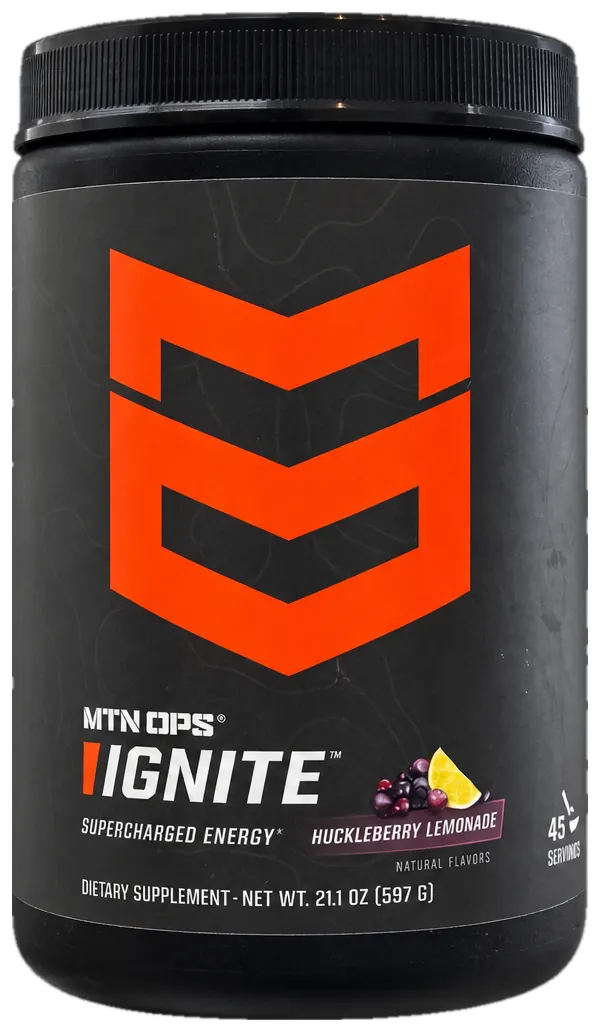 MTN OPS®
IGNITE™
SUPERCHARGED ENERGY*
HUCKLEBERRY LEMONADE
NATURAL FLAVORS
45
SERVINGS
DIETARY SUPPLEMENT - NET WT. 21.1 OZ (597 G)